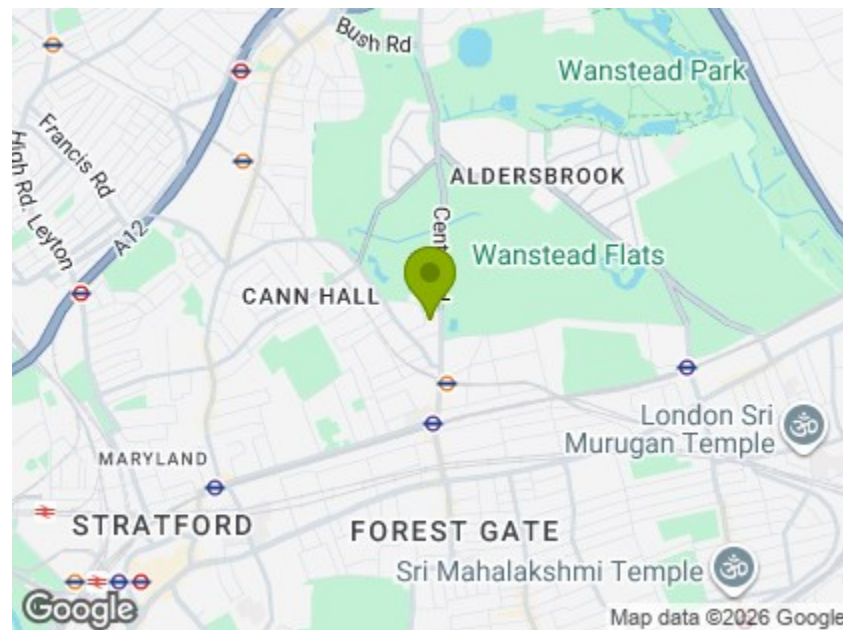 Bush Rd
Wanstead Park
Francis Rd
High Rd. Leyton
ALDERSBROOK
A12
Cent
Wanstead Flats
CANN HALL
London Sri
Murugan Temple
MARYLAND
STRATFORD
FOREST GATE
Sri Mahalakshmi Temple
Google
Map data ©2026 Google